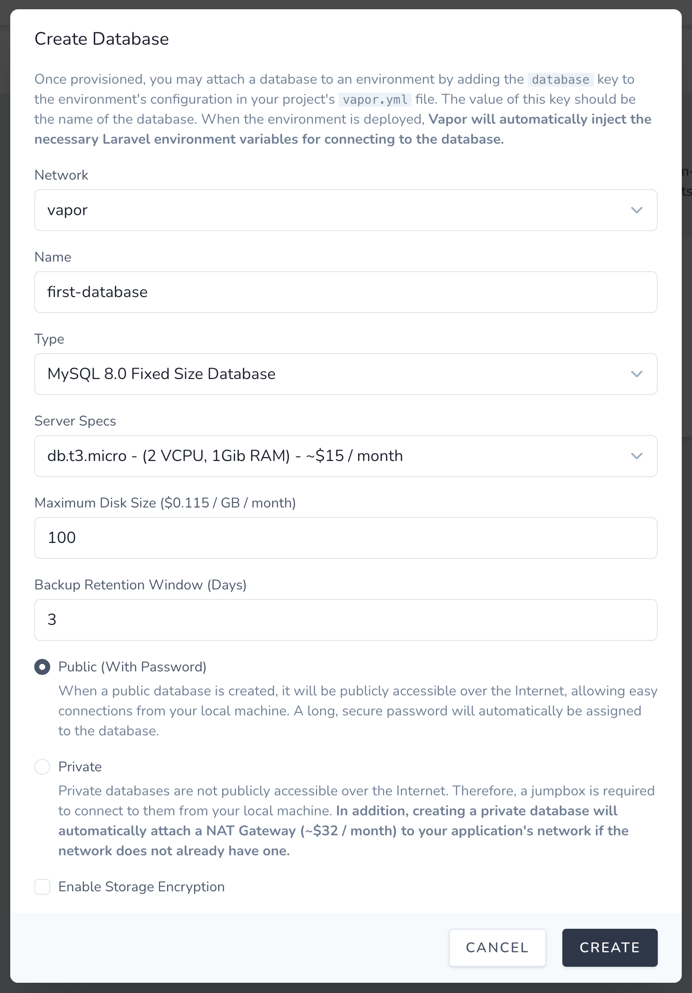 Create Database
Once provisioned, you may attach a database to an environment by adding the database key to
the environment's configuration in your project's vapor.yml file. The value of this key should be
the name of the database. When the environment is deployed, Vapor will automatically inject the
necessary Laravel environment variables for connecting to the database.
Network
vapor
Name
first-database
Type
MySQL 8.0 Fixed Size Database
Server Specs
db.t3.micro - (2 VCPU, 1Gib RAM) - ~$15 / month
Maximum Disk Size ($0.115 / GB / month)
100
Backup Retention Window (Days)
3
Public (With Password)
When a public database is created, it will be publicly accessible over the Internet, allowing easy
connections from your local machine. A long, secure password will automatically be assigned
to the database.
Private
Private databases are not publicly accessible over the Internet. Therefore, a jumpbox is required
to connect to them from your local machine. In addition, creating a private database will
automatically attach a NAT Gateway (~$32 / month) to your application's network if the
network does not already have one.
Enable Storage Encryption
CANCEL CREATE